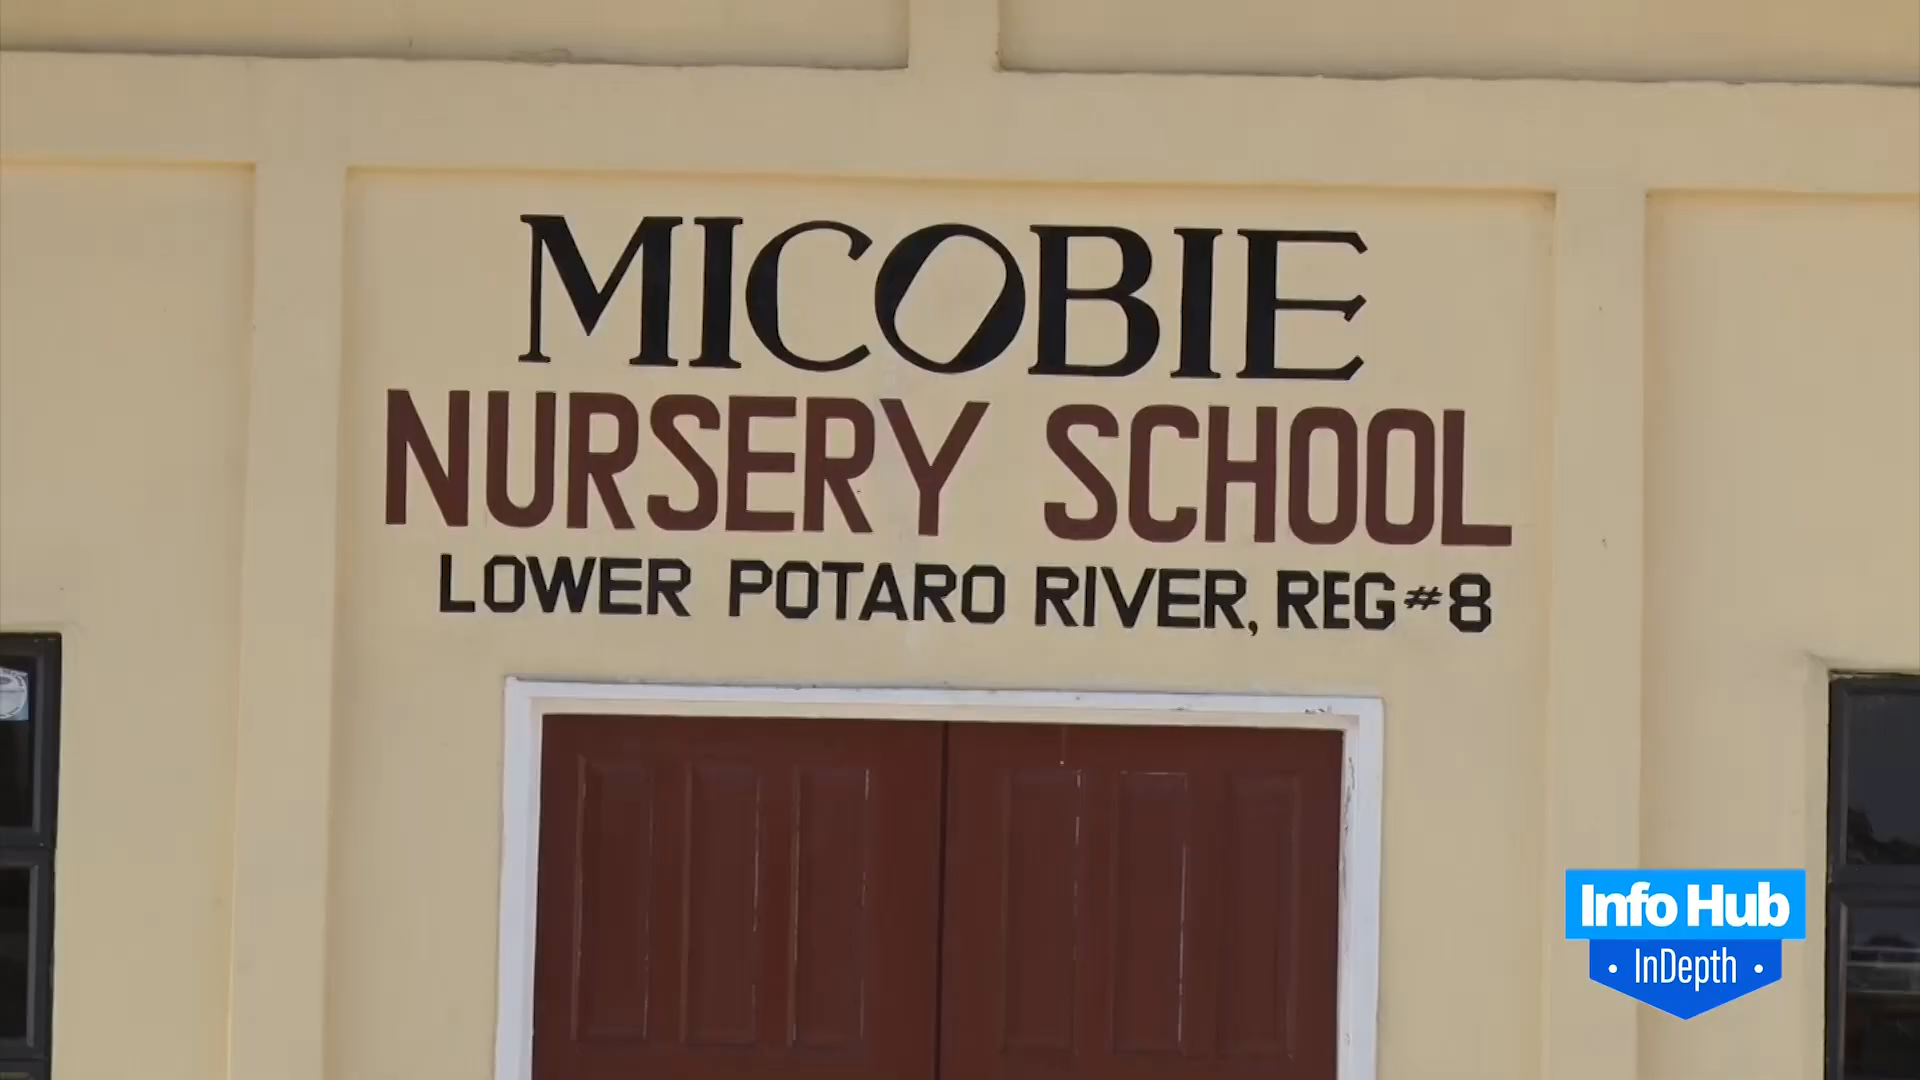 MICOBIE
NURSERY SCHOOL
LOWER POTARO RIVER, REG#8
Info Hub
• InDepth •